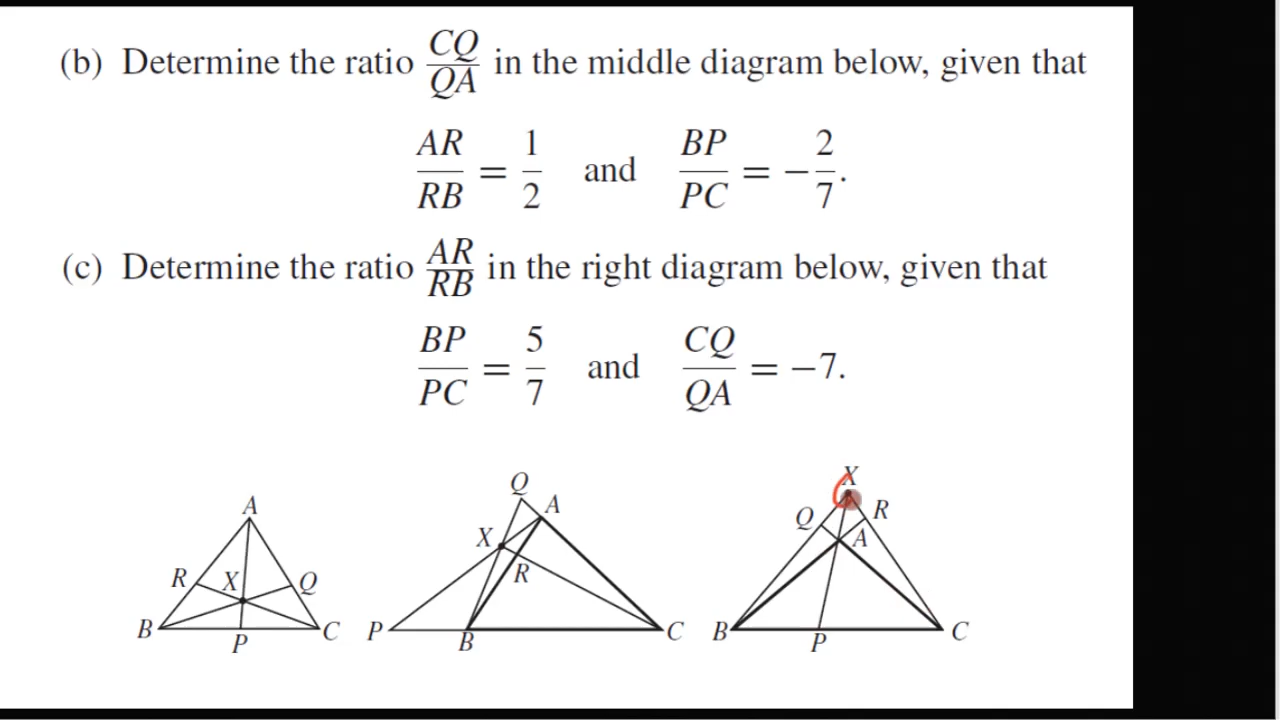 (b) Determine the ratio CQ/QA in the middle diagram below, given that
AR/RB = 1/2 and BP/PC = −2/7.
(c) Determine the ratio AR/RB in the right diagram below, given that
BP/PC = 5/7 and CQ/QA = −7.
A
R X Q
B P C
Q A
X
R
P B C
X
Q R
A
B P C